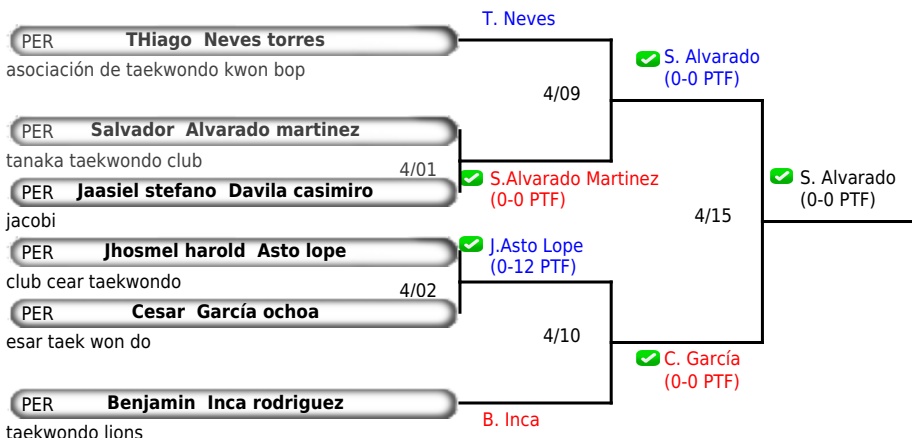 T. Neves
PER THiago Neves torres
asociación de taekwondo kwon bop
S. Alvarado
(0-0 PTF)
4/09
PER Salvador Alvarado martinez
tanaka taekwondo club
4/01
PER Jaasiel stefano Davila casimiro
S.Alvarado Martinez
(0-0 PTF)
S. Alvarado
(0-0 PTF)
jacobi
4/15
PER Jhosmel harold Asto lope
J.Asto Lope
(0-12 PTF)
club cear taekwondo
4/02
PER Cesar García ochoa
esar taek won do
4/10
C. García
(0-0 PTF)
PER Benjamin Inca rodriguez
B. Inca
taekwondo lions